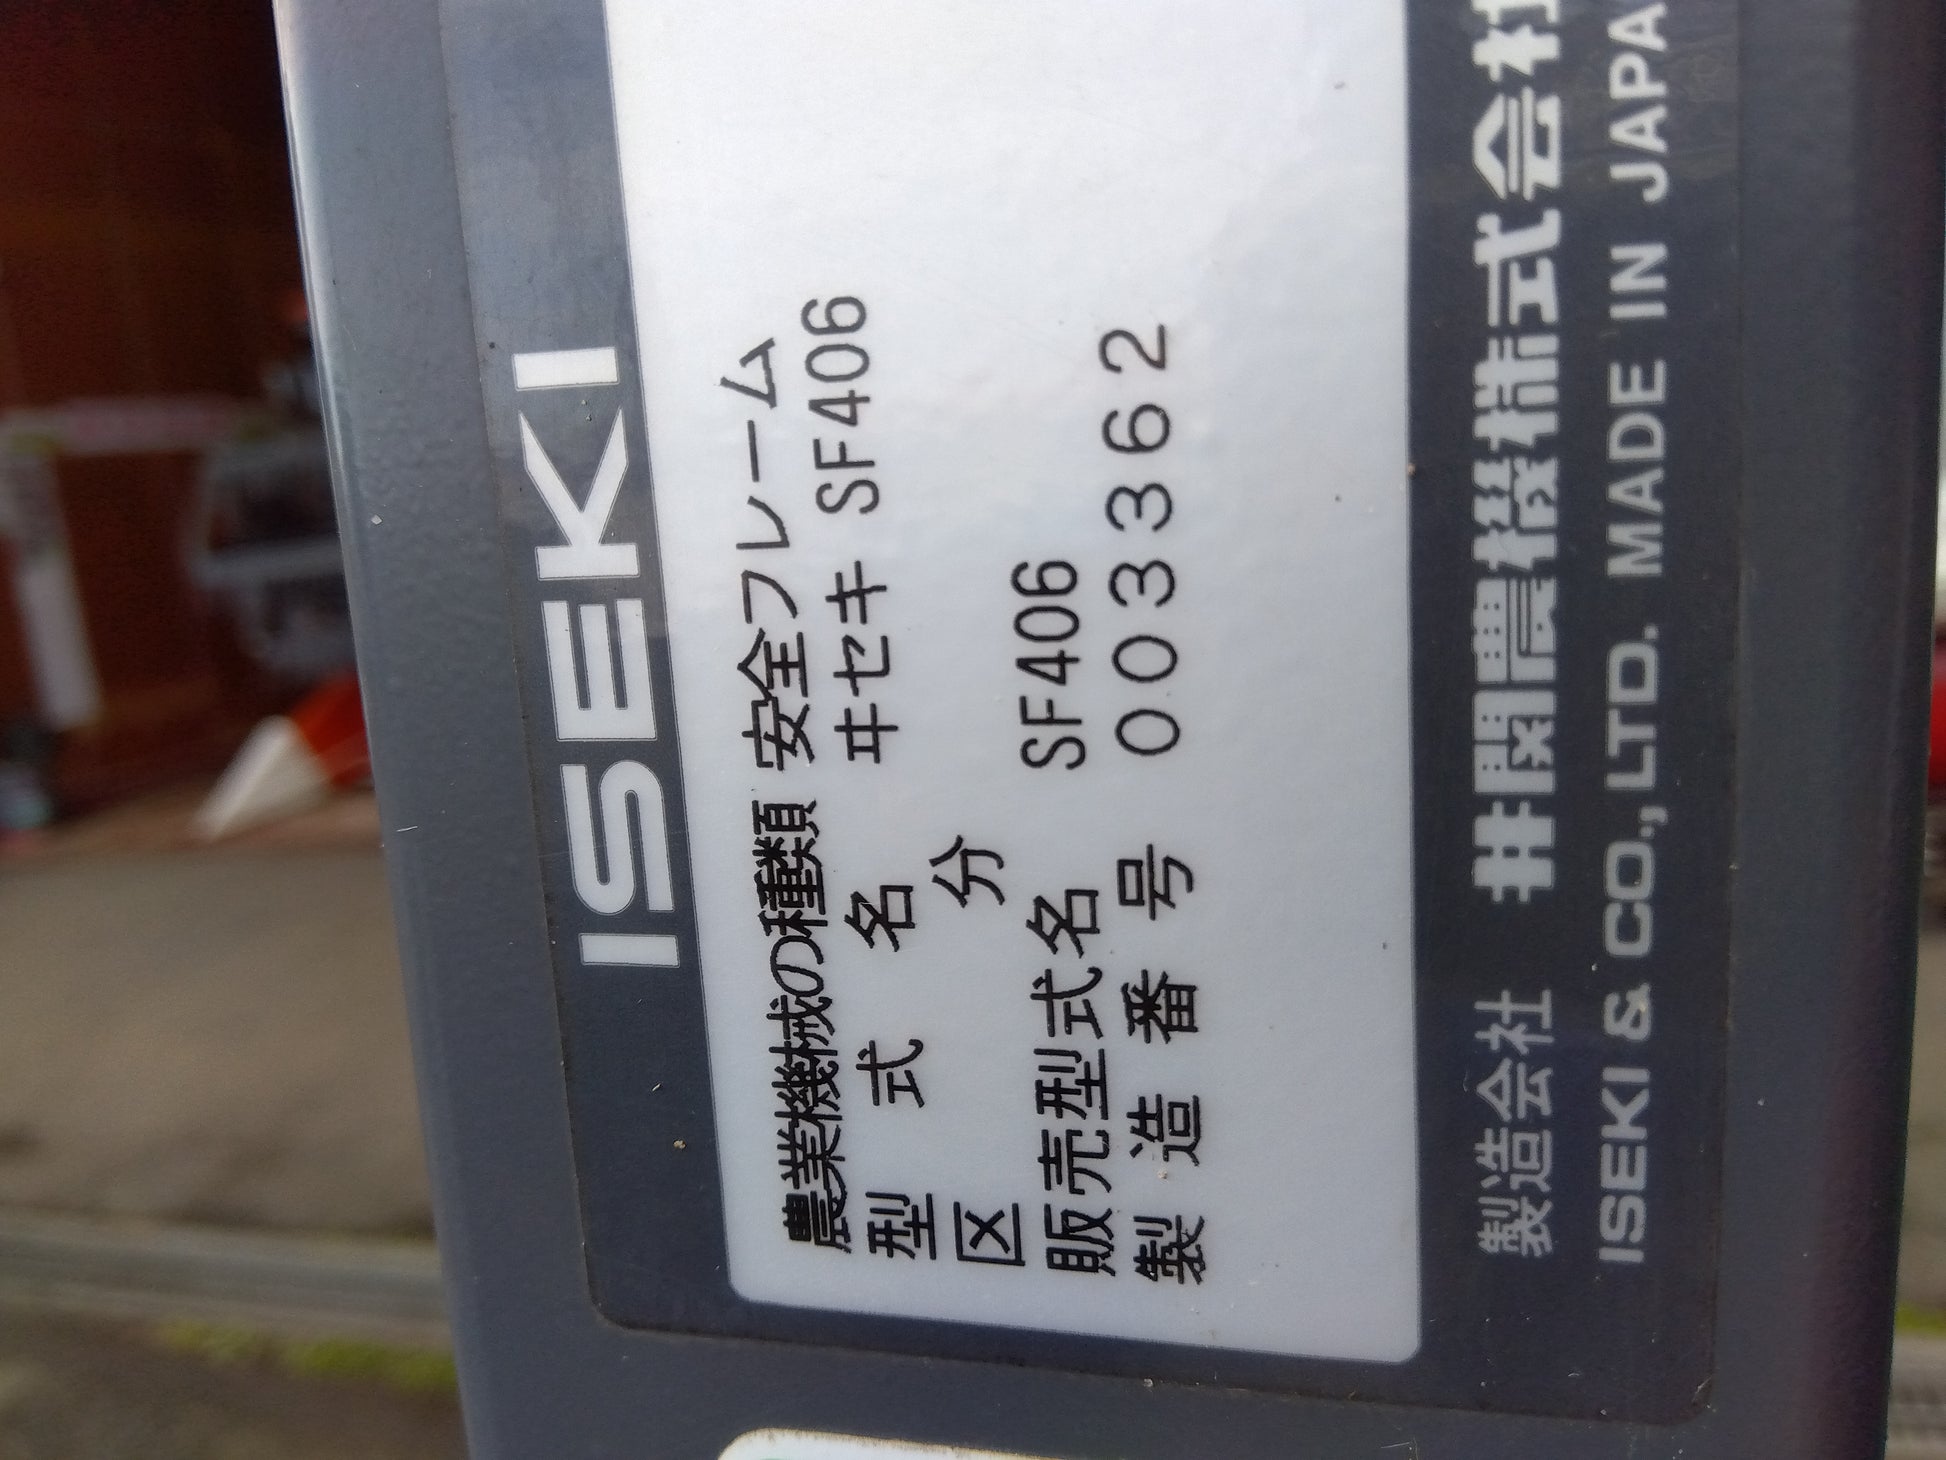 ISEKI
農業機械の種類 安全フレーム
型式名 ヰセキ SF406
区分
販売型式名 SF406
製造番号 003362
製造会社 井関農機株式会社
ISEKI & CO.,LTD. MADE IN JAPA